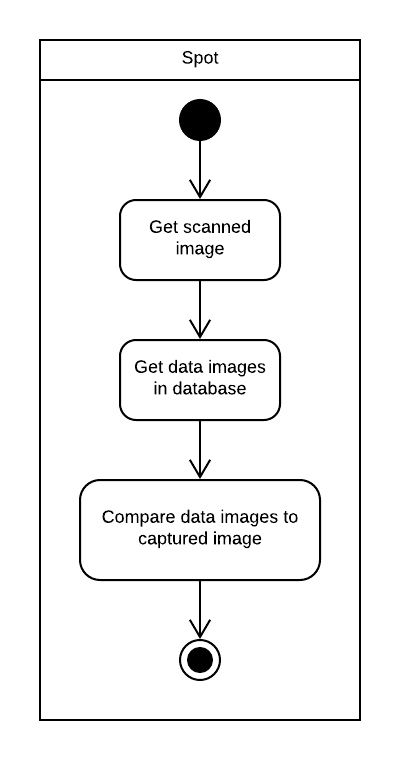 Spot
Get scanned
image
Get data images
in database
Compare data images to
captured image